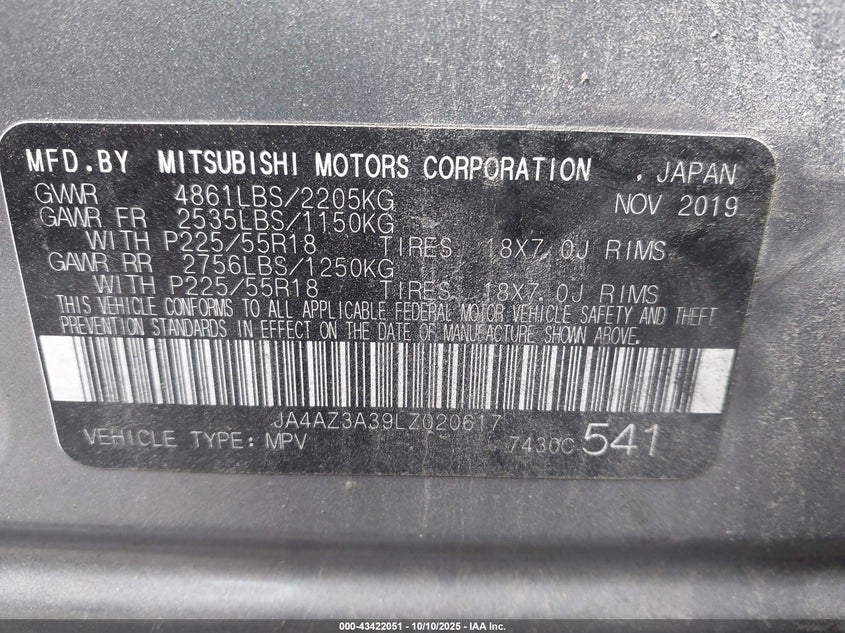 MFD.BY MITSUBISHI MOTORS CORPORATION , JAPAN
GVWR 4861LBS/2205KG NOV 2019
GAWR FR 2535LBS/1150KG
WITH P225/55R18 TIRES 18X7.0J RIMS
GAWR RR 2756LBS/1250KG
WITH P225/55R18 TIRES 18X7.0J RIMS
THIS VEHICLE CONFORMS TO ALL APPLICABLE FEDERAL MOTOR VEHICLE SAFETY AND THEFT
PREVENTION STANDARDS IN EFFECT ON THE DATE OF MANUFACTURE SHOWN ABOVE.
JA4AZ3A39LZ020617
VEHICLE TYPE: MPV 7430C 541
000-43422051 - 10/10/2025 - IAA Inc.